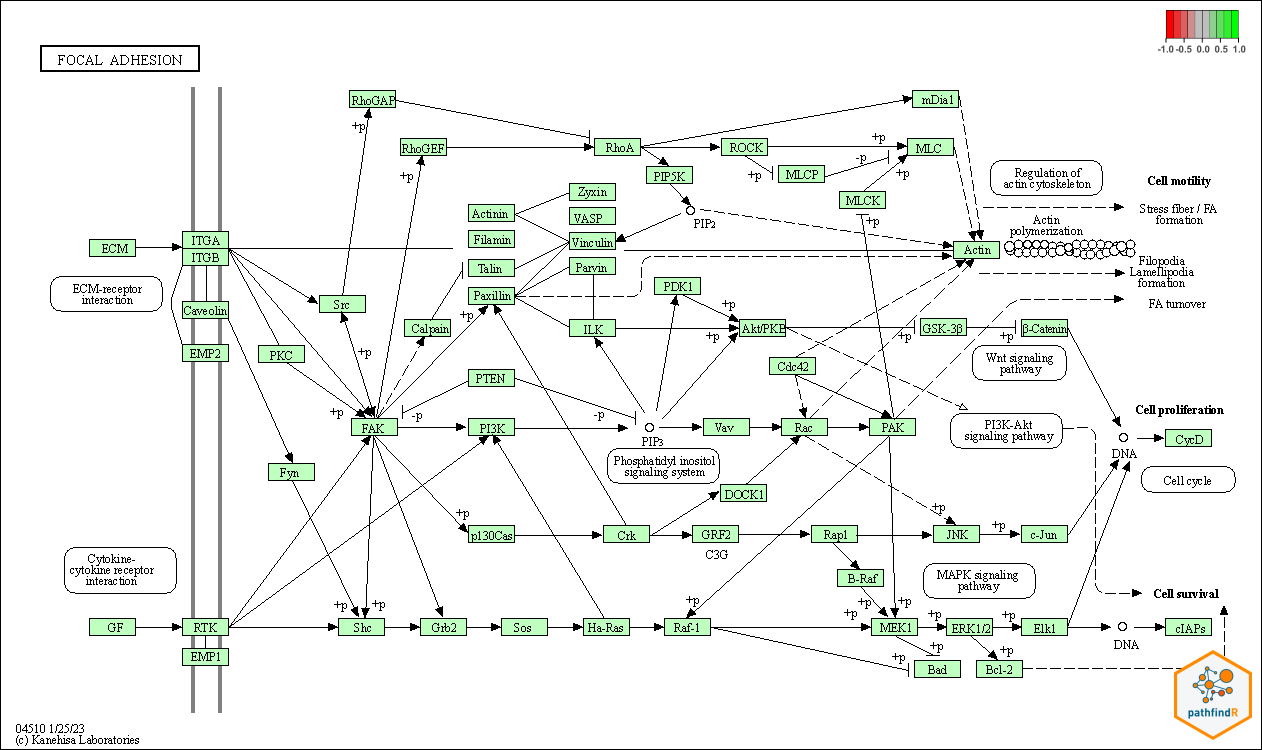 -1.0 -0.5 0.0 0.5 1.0
FOCAL ADHESION
RhoGAP
mDia1
+p
RhoGEF
RhoA
ROCK
+p
MLC
-p
+p
MLCP
+p
+p
PIP5K
MLCK
+p
Regulation of
actin cytoskeleton
Cell motility
Zyxin
Actinin
VASP
PIP2
Stress fiber / FA
formation
Actin
polymerization
ITGA
Filamin
Vinculin
ECM
ITGB
Actin
Talin
Parvin
Filopodia
Lamellipodia
formation
ECM-receptor
interaction
Paxillin
PDK1
Src
Caveolin
+p
+p
FA turnover
Calpain
ILK
+p
Akt/PKB
GSK-3β
+p
β-Catenin
+p
EMP2
PKC
+p
Cdc42
Wnt signaling
pathway
PTEN
+p
-p
-p
Cell proliferation
FAK
PI3K
PIP3
Vav
Rac
PAK
PI3K-Akt
signaling pathway
CycD
DNA
Phosphatidyl inositol
signaling system
Fyn
Cell cycle
DOCK1
+p
+p
+p
p130Cas
Crk
GRF2
Rap1
JNK
c-Jun
C3G
Cytokine-
cytokine receptor
interaction
B-Raf
MAPK signaling
pathway
+p
+p
+p
+p
+p
+p
+p
+p
Cell survival
GF
RTK
Shc
Grb2
Sos
Ha-Ras
Raf-1
MEK1
ERK1/2
Elk1
DNA
cIAPs
EMP1
+p
+p
+p
Bad
Bcl-2
pathfindR
04510 1/25/23
(c) Kanehisa Laboratories